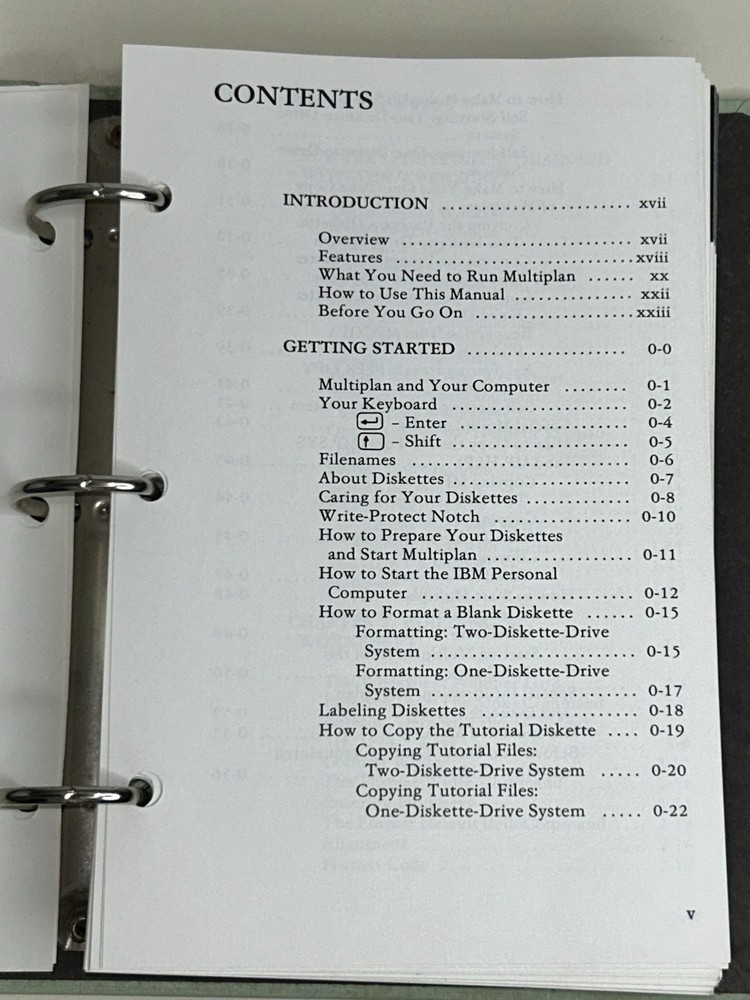 CONTENTS
INTRODUCTION ..................... xvii
Overview ......................... xvii
Features ......................... xviii
What You Need to Run Multiplan ...... xx
How to Use This Manual ............. xxii
Before You Go On .................. xxiii
GETTING STARTED .................... 0-0
Multiplan and Your Computer ........ 0-1
Your Keyboard ..................... 0-2
– Enter ..................... 0-4
– Shift ..................... 0-5
Filenames ......................... 0-6
About Diskettes .................... 0-7
Caring for Your Diskettes ............ 0-8
Write-Protect Notch ................ 0-10
How to Prepare Your Diskettes
and Start Multiplan ................. 0-11
How to Start the IBM Personal
Computer ......................... 0-12
How to Format a Blank Diskette ...... 0-15
Formatting: Two-Diskette-Drive
System .......................... 0-15
Formatting: One-Diskette-Drive
System .......................... 0-17
Labeling Diskettes .................. 0-18
How to Copy the Tutorial Diskette .... 0-19
Copying Tutorial Files:
Two-Diskette-Drive System ..... 0-20
Copying Tutorial Files:
One-Diskette-Drive System ..... 0-22
v